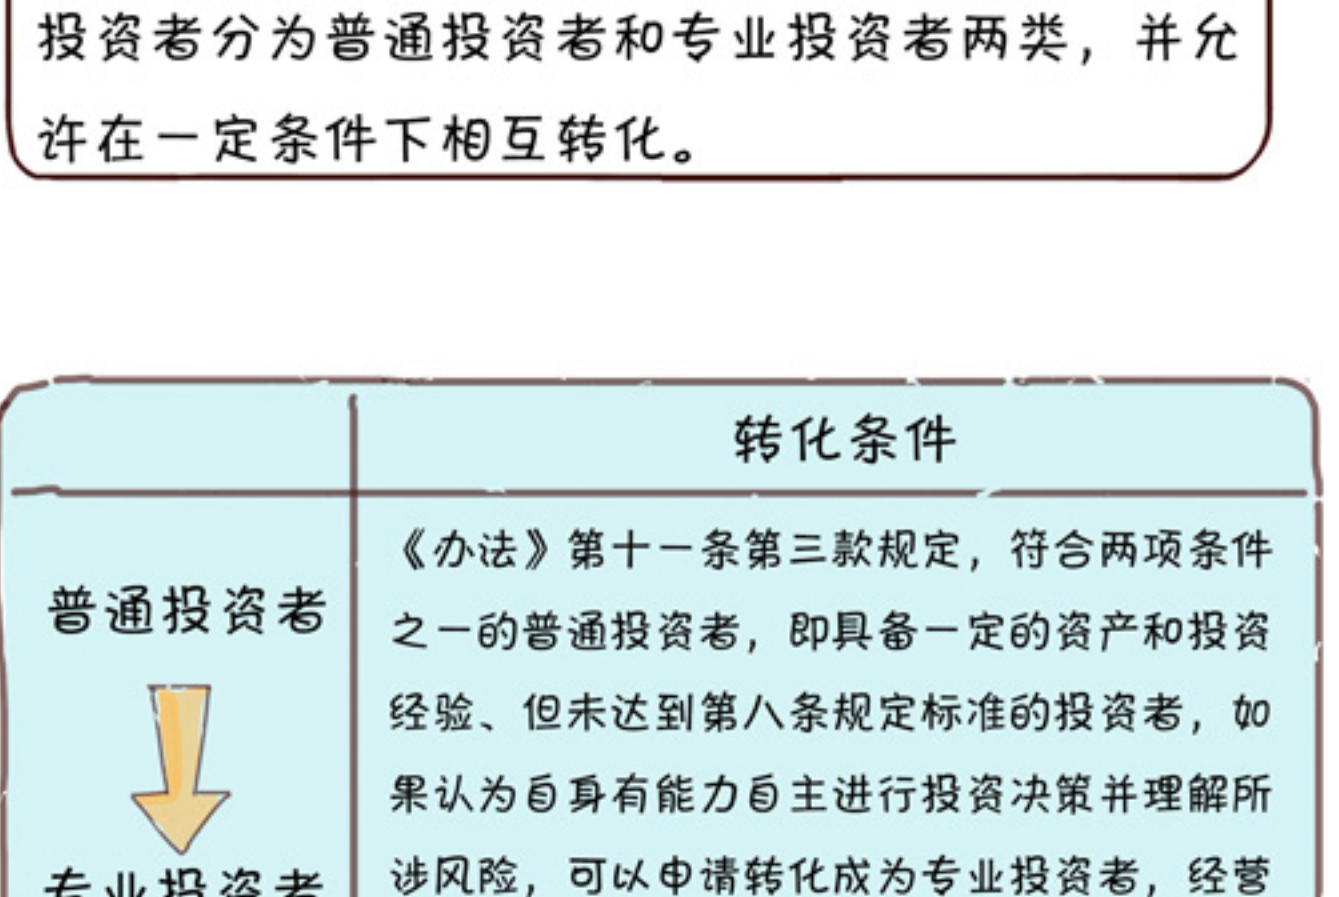 投资者分为普通投资者和专业投资者两类，并允
许在一定条件下相互转化。
转化条件
普通投资者
《办法》第十一条第三款规定，符合两项条件
之一的普通投资者，即具备一定的资产和投资
经验、但未达到第八条规定标准的投资者，如
果认为自身有能力自主进行投资决策并理解所
涉风险，可以申请转化成为专业投资者，经营
专业投资者